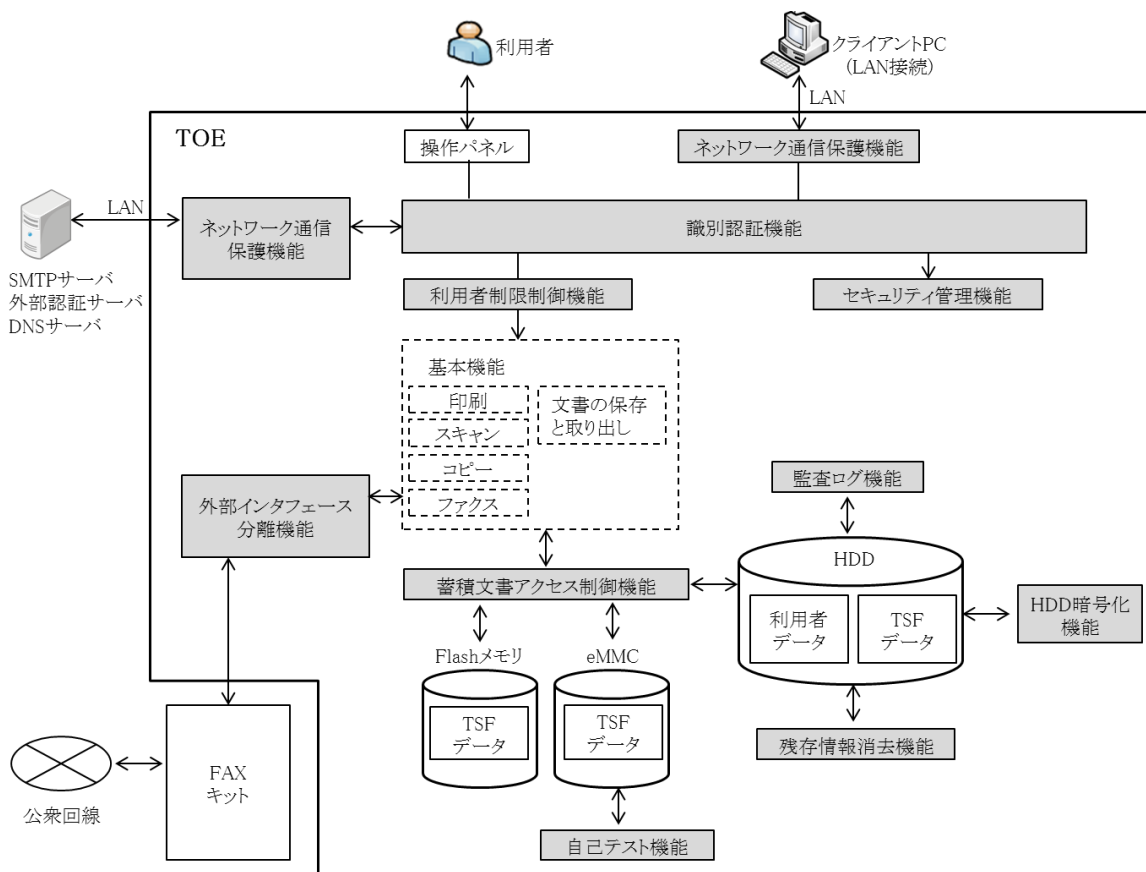 利用者
クライアントPC
(LAN接続)
LAN
TOE
操作パネル
ネットワーク通信保護機能
LAN
ネットワーク通信
保護機能
識別認証機能
SMTPサーバ
外部認証サーバ
DNSサーバ
利用者制限制御機能
セキュリティ管理機能
基本機能
印刷
スキャン
コピー
ファクス
文書の保存
と取り出し
外部インタフェース
分離機能
監査ログ機能
HDD
利用者
データ
TSF
データ
HDD暗号化
機能
蓄積文書アクセス制御機能
Flashメモリ
TSF
データ
eMMC
TSF
データ
残存情報消去機能
自己テスト機能
FAX
キット
公衆回線